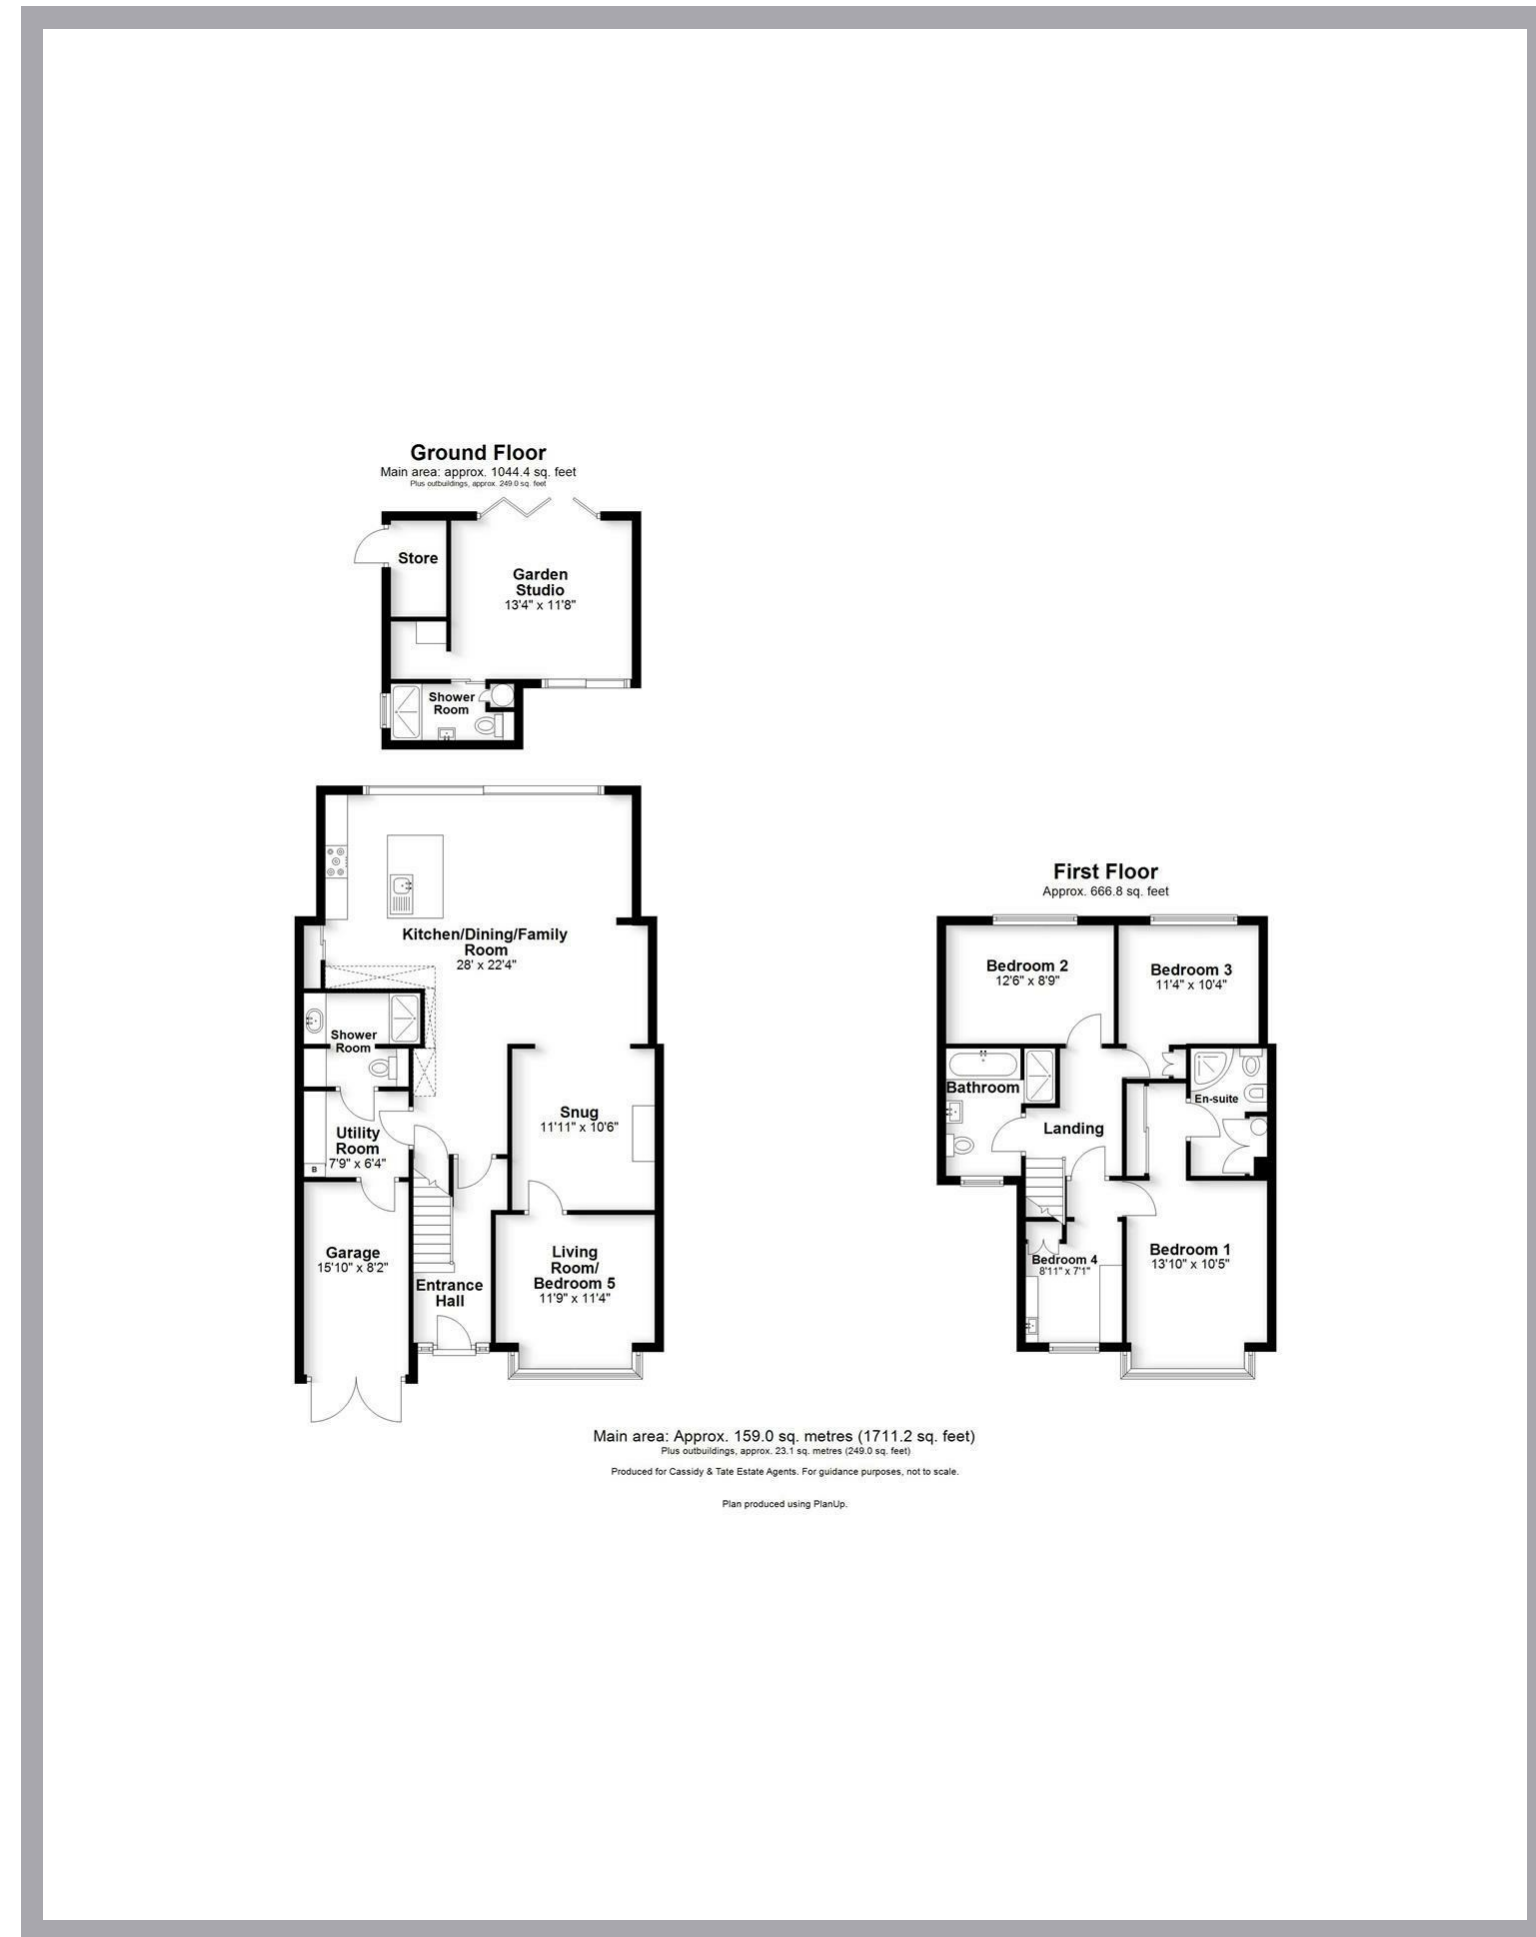 Ground Floor
Main area: approx. 1044.4 sq. feet
Plus outbuildings, approx. 249.0 sq. feet
Store
Garden
Studio
13'4" x 11'8"
Shower
Room
Kitchen/Dining/Family
Room
28' x 22'4"
Shower
Room
Snug
11'11" x 10'6"
Utility
Room
7'9" x 6'4"
B
Garage
15'10" x 8'2"
Entrance
Hall
Living
Room/
Bedroom 5
11'9" x 11'4"
First Floor
Approx. 666.8 sq. feet
Bedroom 2
12'6" x 8'9"
Bedroom 3
11'4" x 10'4"
Bathroom
En-suite
Landing
Bedroom 4
8'11" x 7'1"
Bedroom 1
13'10" x 10'5"
Main area: Approx. 159.0 sq. metres (1711.2 sq. feet)
Plus outbuildings, approx. 23.1 sq. metres (249.0 sq. feet)
Produced for Cassidy & Tate Estate Agents. For guidance purposes, not to scale.
Plan produced using PlanUp.